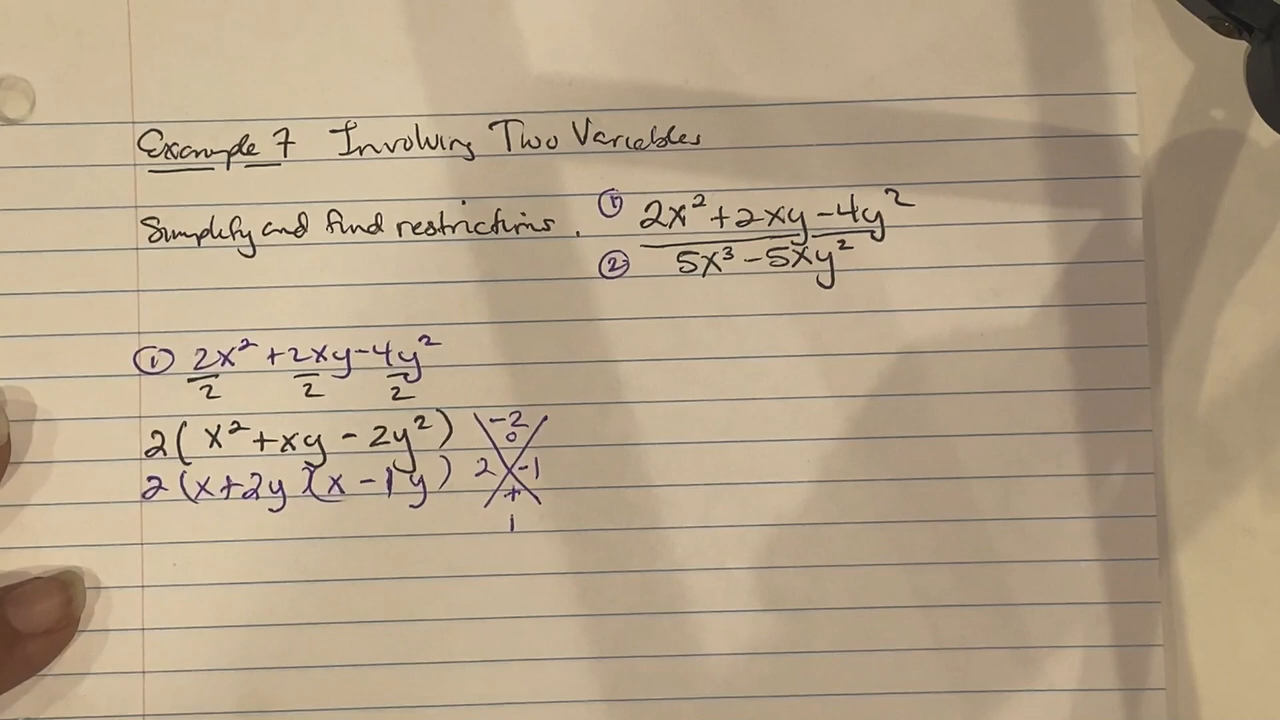 Example 7 Involving Two Variables
Simplify and find restrictions. ① 2x²+2xy-4y²
② 5x³-5xy²
① 2x²+2xy-4y²
2 2 2
2(x²+xy-2y²) -2
2(x+2y)(x-1y) 2 -1
+
1